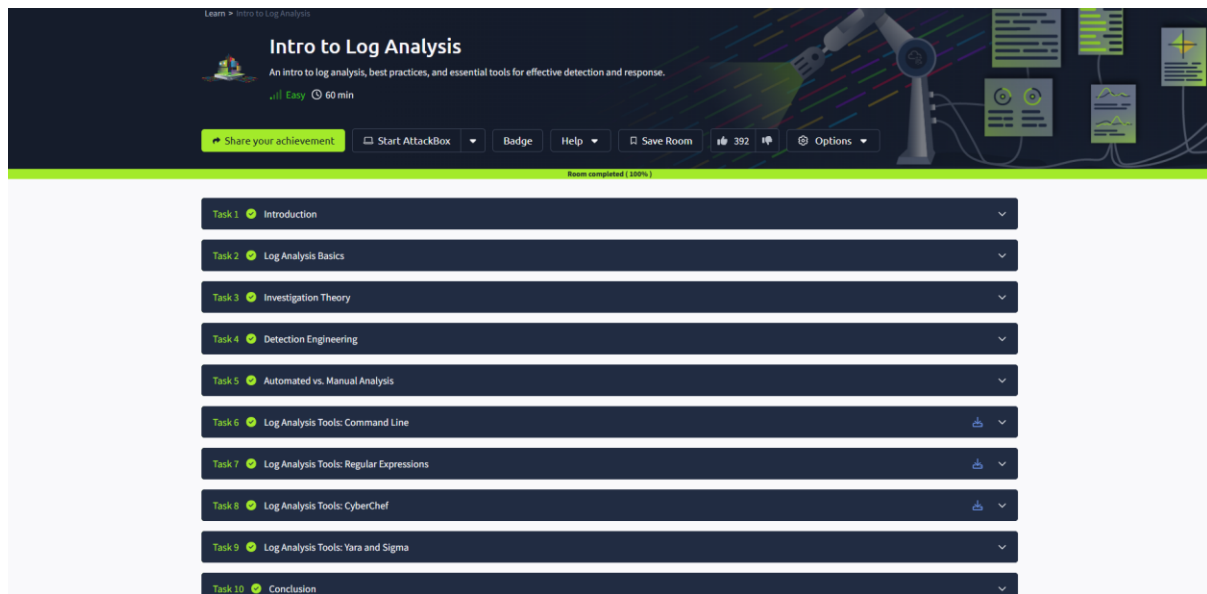 Learn > Intro to Log Analysis
Intro to Log Analysis
An intro to log analysis, best practices, and essential tools for effective detection and response.
Easy 60 min
Share your achievement Start AttackBox Badge Help Save Room 392 Options
Room completed ( 100% )
Task 1 Introduction
Task 2 Log Analysis Basics
Task 3 Investigation Theory
Task 4 Detection Engineering
Task 5 Automated vs. Manual Analysis
Task 6 Log Analysis Tools: Command Line
Task 7 Log Analysis Tools: Regular Expressions
Task 8 Log Analysis Tools: CyberChef
Task 9 Log Analysis Tools: Yara and Sigma
Task 10 Conclusion